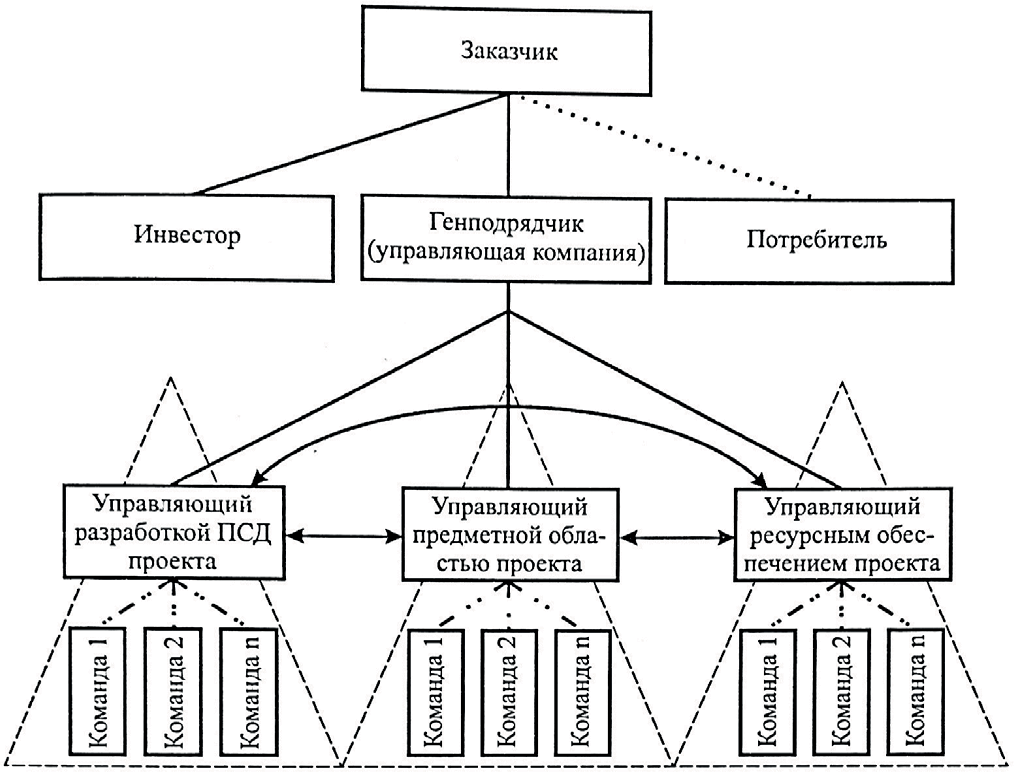 Заказчик
Инвестор
Генподрядчик
(управляющая компания)
Потребитель
Управляющий
разработкой ПСД
проекта
Управляющий
предметной обла-
стью проекта
Управляющий
ресурсным обес-
печением проекта
Команда 1
Команда 2
Команда n
Команда 1
Команда 2
Команда n
Команда 1
Команда 2
Команда n